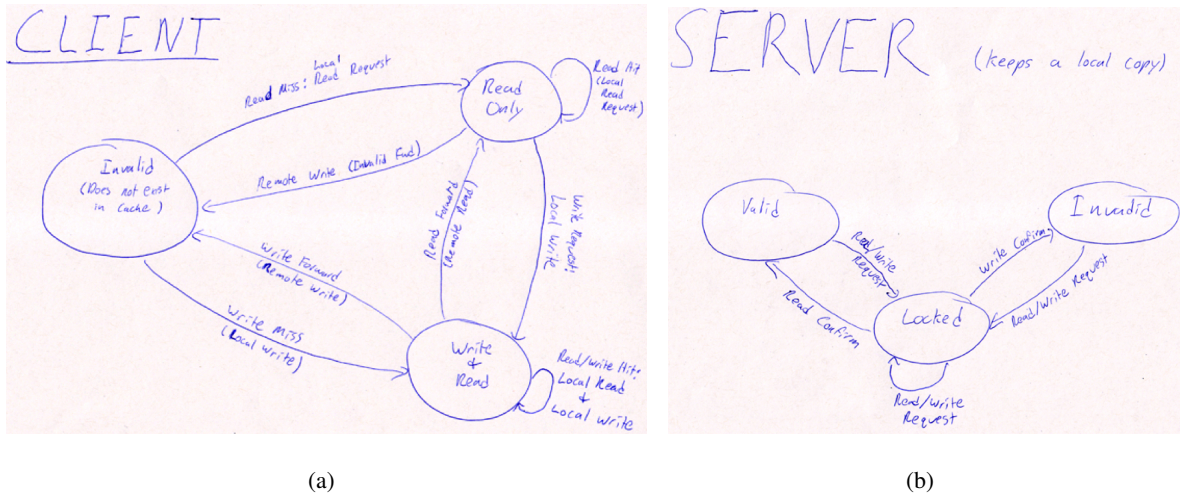 CLIENT
Read Miss: Local
Read Request
Read
Only
Read Hit
(Local
Read
Request)
Invalid
(Does not exist
in cache)
Remote Write (Invalid Fwd)
Read Forward
(Remote Read)
Write Request:
Local Write
Write Forward
(Remote Write)
Write Miss
(Local Write)
Write
&
Read
Read/Write Hit:
Local Read
&
Local Write
(a)
SERVER
(keeps a local copy)
Valid
Invalid
Read/Write
Request
Write Confirm
Read Confirm
Locked
Read/Write Request
Read/Write
Request
(b)